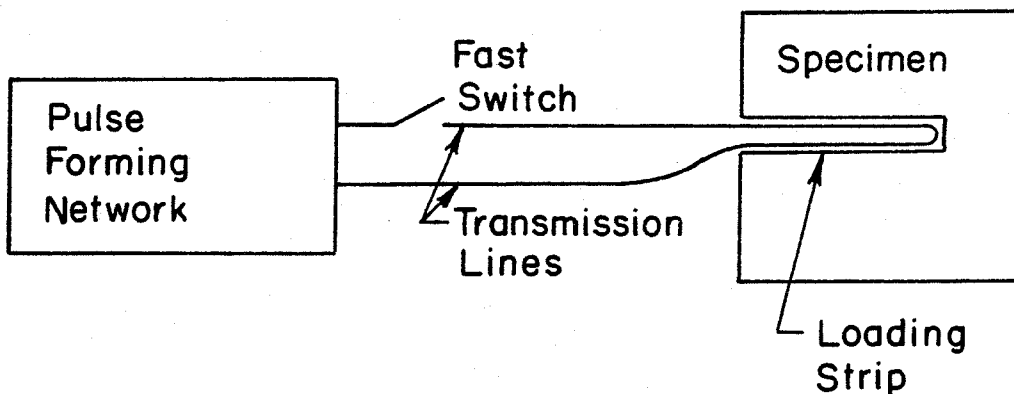 Pulse
Forming
Network
Fast
Switch
Transmission
Lines
Specimen
Loading
Strip